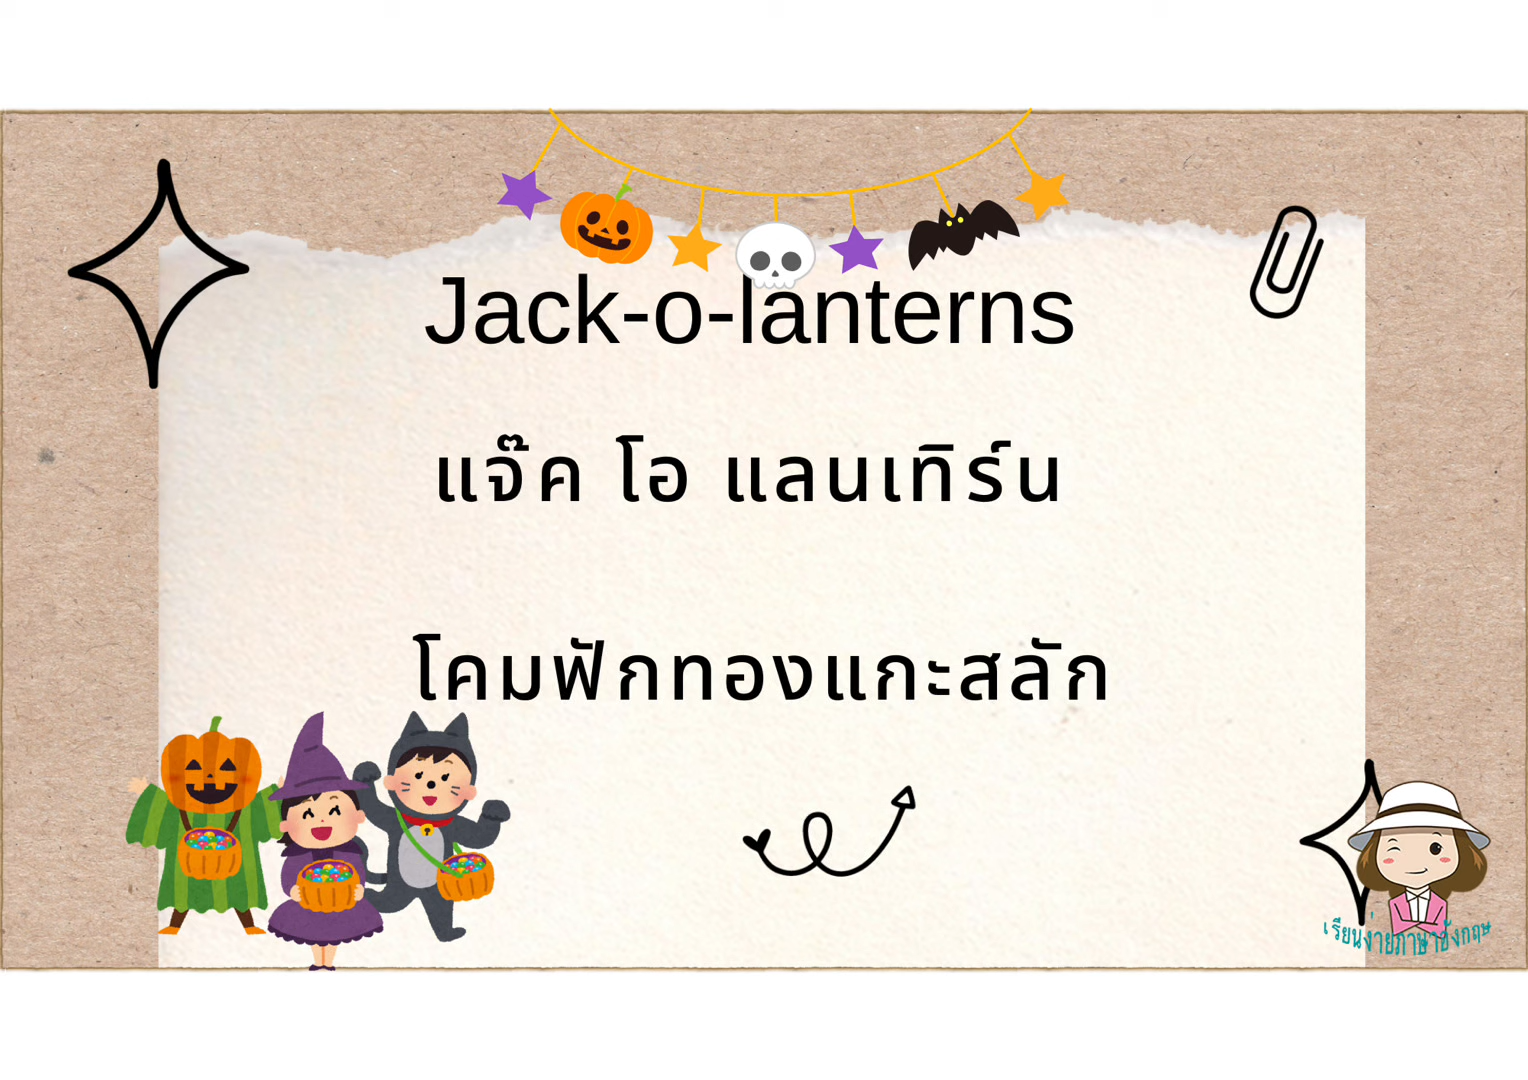 Jack-o-lanterns
แจ๊ค โอ แลนเทิร์น
โคมฟักทองแกะสลัก
เรียนง่ายภาษาอังกฤษ